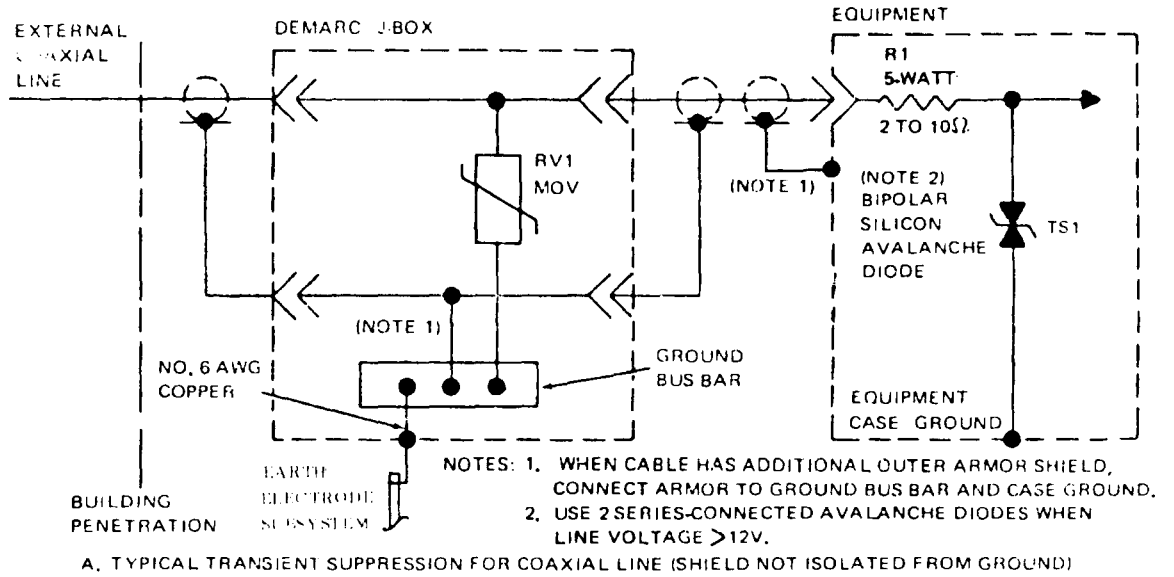 EXTERNAL
COAXIAL
LINE
DEMARC J-BOX
EQUIPMENT
R1
5-WATT
2 TO 10Ω
RV1
MOV
(NOTE 1)
(NOTE 2)
BIPOLAR
SILICON
AVALANCHE
DIODE
TS1
(NOTE 1)
NO. 6 AWG
COPPER
GROUND
BUS BAR
EQUIPMENT
CASE GROUND
EARTH
ELECTRODE
SUBSYSTEM
BUILDING
PENETRATION
NOTES: 1. WHEN CABLE HAS ADDITIONAL OUTER ARMOR SHIELD,
CONNECT ARMOR TO GROUND BUS BAR AND CASE GROUND.
2. USE 2 SERIES-CONNECTED AVALANCHE DIODES WHEN
LINE VOLTAGE >12V.
A. TYPICAL TRANSIENT SUPPRESSION FOR COAXIAL LINE (SHIELD NOT ISOLATED FROM GROUND)